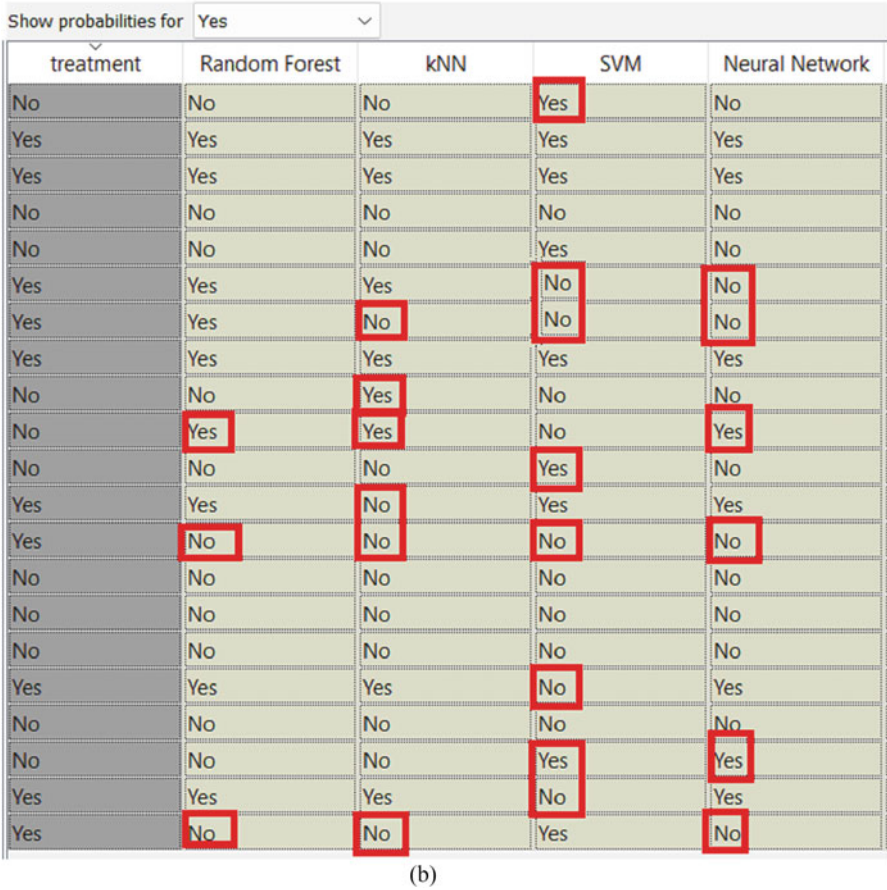 Show probabilities for Yes
treatment Random Forest kNN SVM Neural Network
No No No Yes No
Yes Yes Yes Yes Yes
Yes Yes Yes Yes Yes
No No No No No
No No No Yes No
Yes Yes Yes No No
Yes Yes No No No
Yes Yes Yes Yes Yes
No No Yes No No
No Yes Yes No Yes
No No No Yes No
Yes Yes No Yes Yes
Yes No No No No
No No No No No
No No No No No
No No No No No
Yes Yes Yes No Yes
No No No No No
No No No Yes Yes
Yes Yes Yes No Yes
Yes No No Yes No
(b)